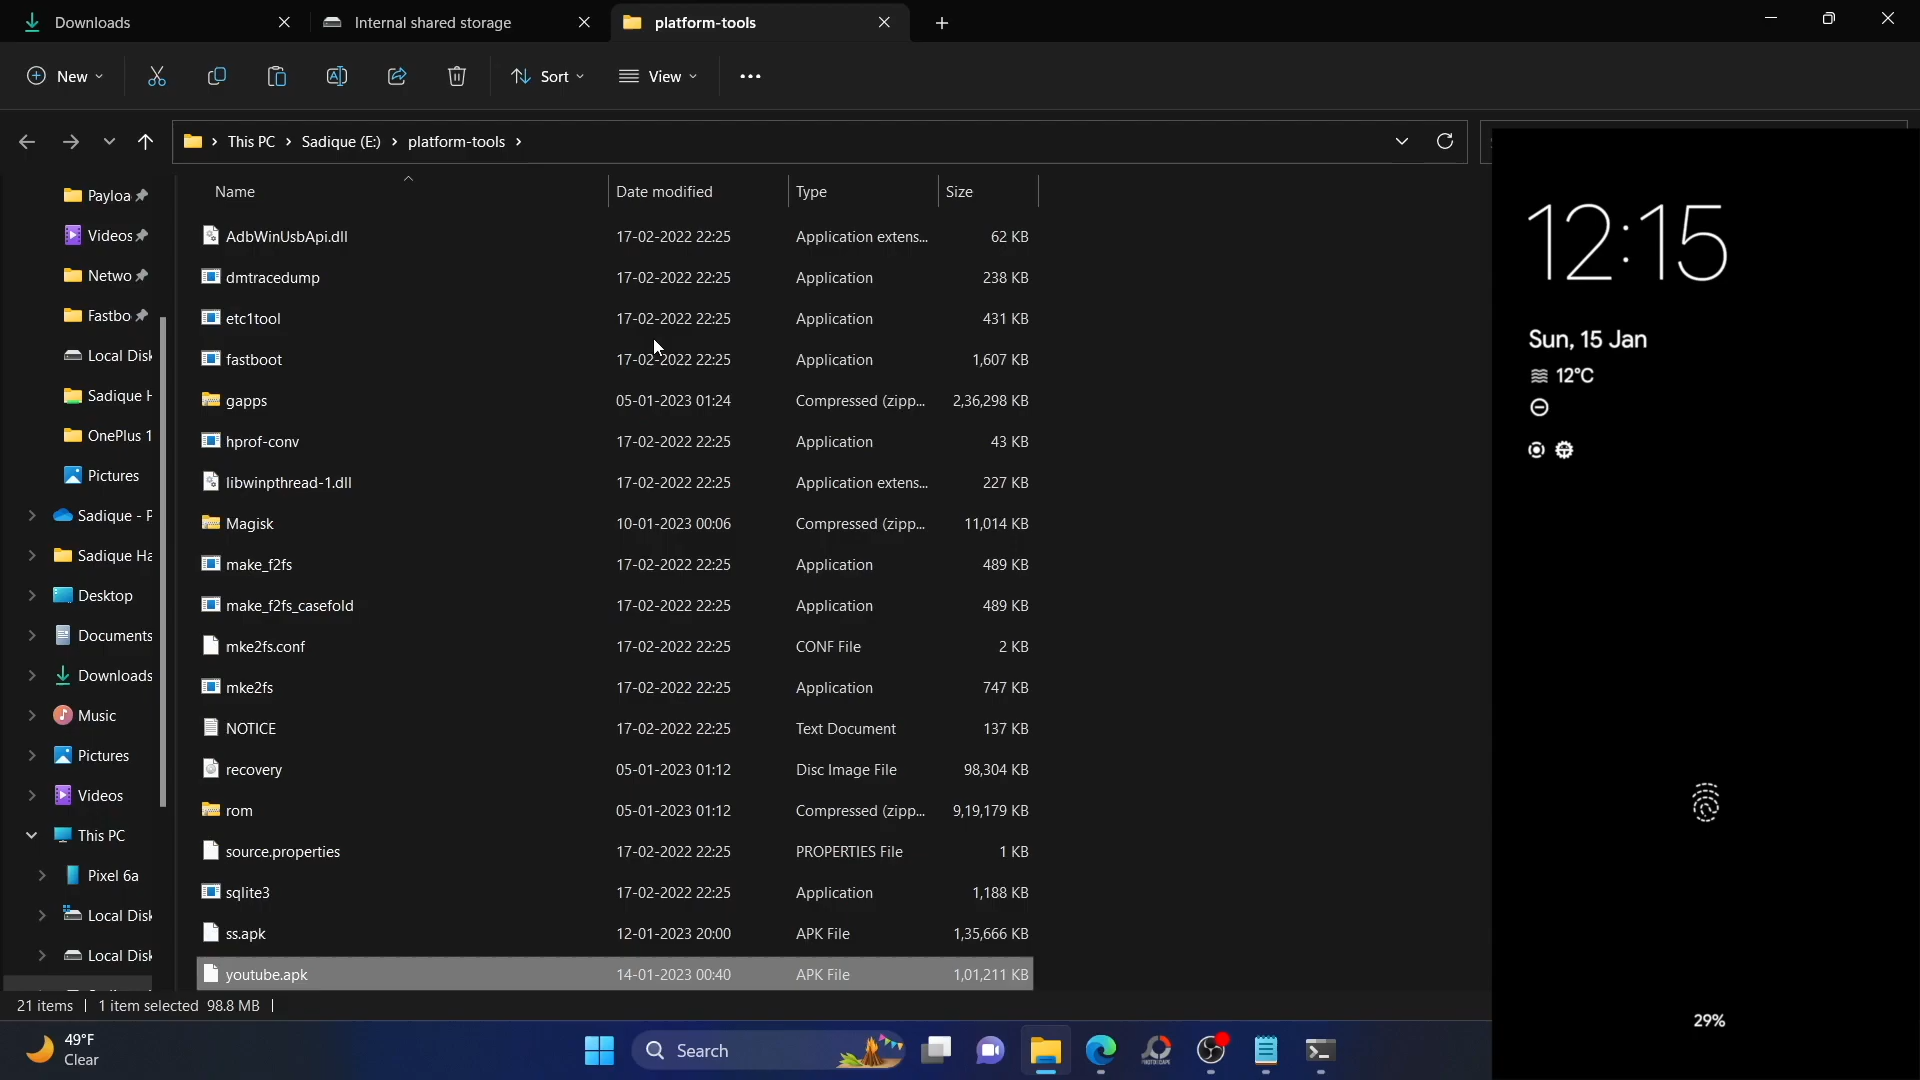 Downloads
Internal shared storage
platform-tools
New
Sort
View
This PC > Sadique (E:) > platform-tools >
Name
Date modified
Type
Size
Payloa
Videos
Netwo
Fastbo
Local Disk
Sadique H
OnePlus 1
Pictures
Sadique - P
Sadique Ha
Desktop
Documents
Downloads
Music
Pictures
Videos
This PC
Pixel 6a
Local Disk
Local Disk
AdbWinUsbApi.dll 17-02-2022 22:25 Application extens... 62 KB
dmtracedump 17-02-2022 22:25 Application 238 KB
etc1tool 17-02-2022 22:25 Application 431 KB
fastboot 17-02-2022 22:25 Application 1,607 KB
gapps 05-01-2023 01:24 Compressed (zipp... 2,36,298 KB
hprof-conv 17-02-2022 22:25 Application 43 KB
libwinpthread-1.dll 17-02-2022 22:25 Application extens... 227 KB
Magisk 10-01-2023 00:06 Compressed (zipp... 11,014 KB
make_f2fs 17-02-2022 22:25 Application 489 KB
make_f2fs_casefold 17-02-2022 22:25 Application 489 KB
mke2fs.conf 17-02-2022 22:25 CONF File 2 KB
mke2fs 17-02-2022 22:25 Application 747 KB
NOTICE 17-02-2022 22:25 Text Document 137 KB
recovery 05-01-2023 01:12 Disc Image File 98,304 KB
rom 05-01-2023 01:12 Compressed (zipp... 9,19,179 KB
source.properties 17-02-2022 22:25 PROPERTIES File 1 KB
sqlite3 17-02-2022 22:25 Application 1,188 KB
ss.apk 12-01-2023 20:00 APK File 1,35,666 KB
youtube.apk 14-01-2023 00:40 APK File 1,01,211 KB
21 items 1 item selected 98.8 MB
12:15
Sun, 15 Jan
12°C
29%
49°F
Clear
Search